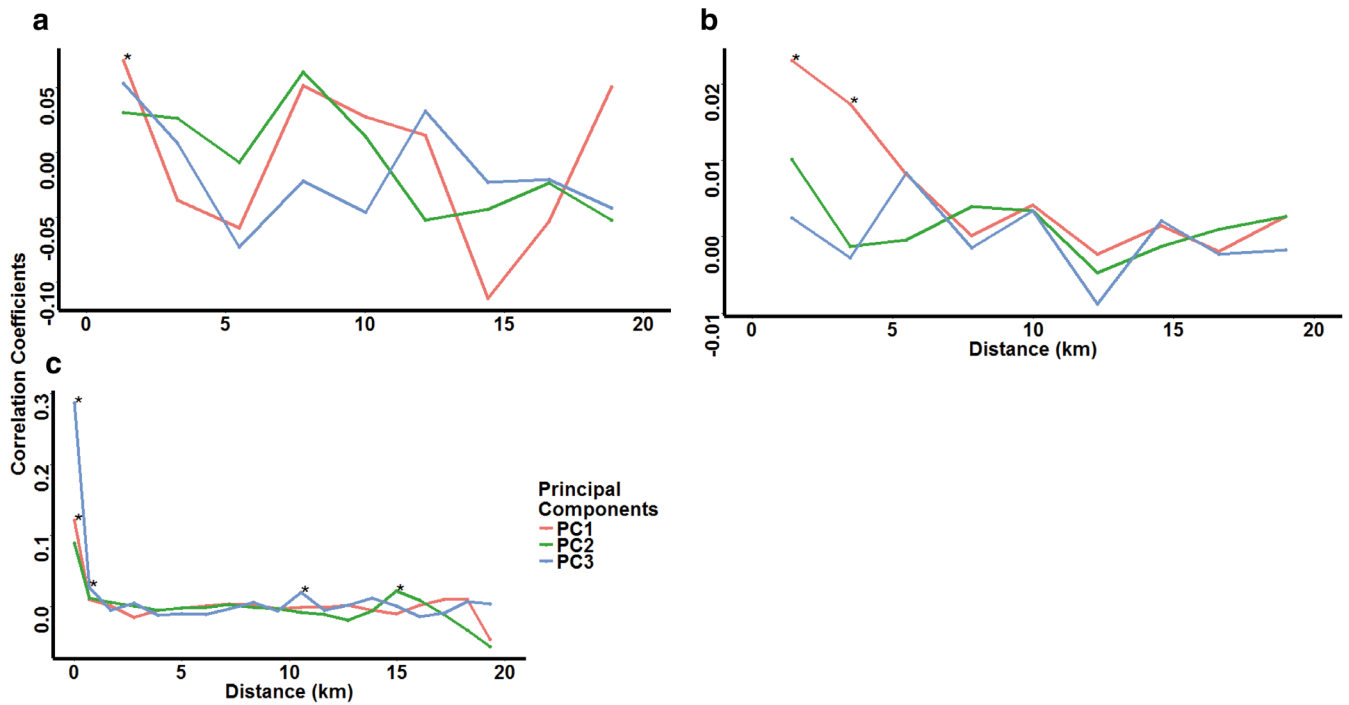 a
*
0.05
0.00
-0.05
-0.10
0 5 10 15 20
b
* *
0.02
0.01
0.00
-0.01
0 5 10 15 20
Distance (km)
Correlation Coefficients
c
0.3
0.2
0.1
0.0
* * * * *
0 5 10 15 20
Distance (km)
Principal
Components
PC1
PC2
PC3